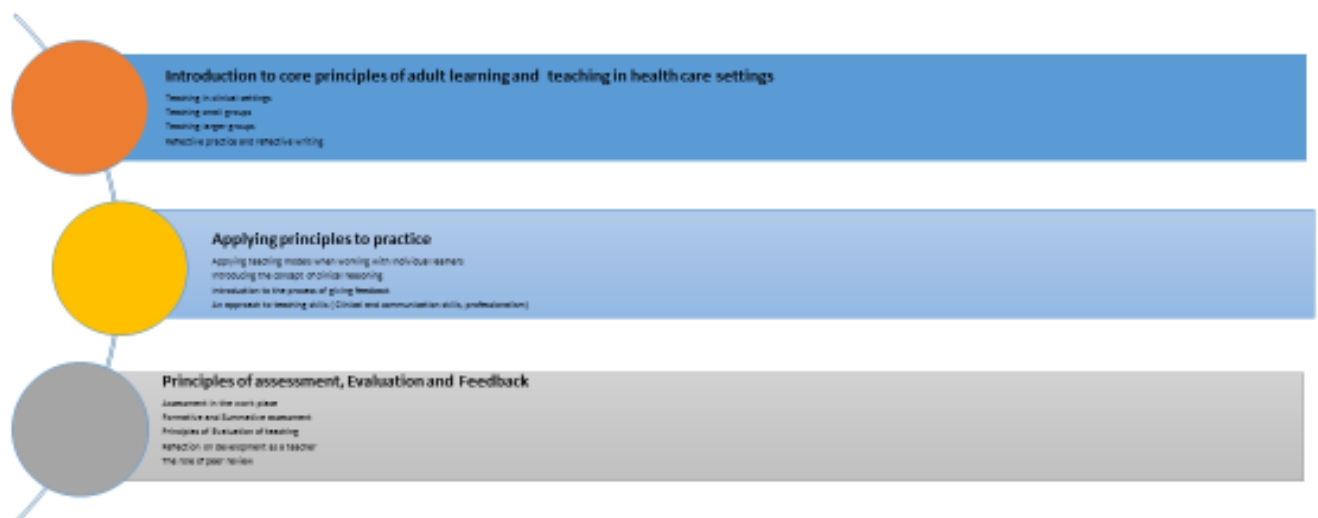 Introduction to core principles of adult learning and teaching in health care settings
Teaching in clinical settings
Teaching small groups
Teaching larger groups
Reflective practice and reflective writing
Applying principles to practice
Applying teaching models when working with individual learners
Introducing the concept of clinical reasoning
Introduction to the process of giving feedback
An approach to teaching skills (Clinical and communication skills, professionalism)
Principles of assessment, Evaluation and Feedback
Assessment in the work place
Formative and Summative assessment
Principles of Evaluation of teaching
Reflection on development as a teacher
The role of peer review